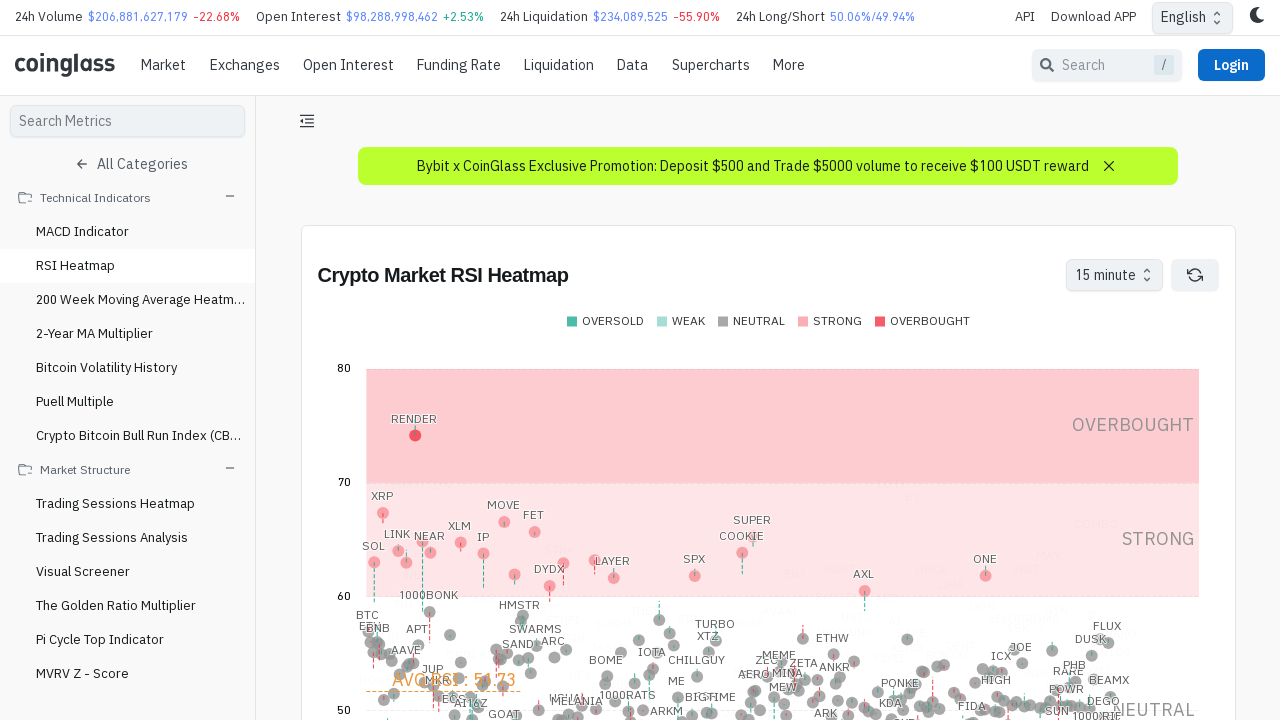 24h Volume $206,881,627,179 -22.68% Open Interest $98,288,998,462 +2.53% 24h Liquidation $234,089,525 -55.90% 24h Long/Short 50.06%/49.94% API Download APP English
coinglass Market Exchanges Open Interest Funding Rate Liquidation Data Supercharts More Search / Login
Search Metrics
All Categories
Technical Indicators
MACD Indicator
RSI Heatmap
200 Week Moving Average Heatm...
2-Year MA Multiplier
Bitcoin Volatility History
Puell Multiple
Crypto Bitcoin Bull Run Index (CB...
Market Structure
Trading Sessions Heatmap
Trading Sessions Analysis
Visual Screener
The Golden Ratio Multiplier
Pi Cycle Top Indicator
MVRV Z - Score
Bybit x CoinGlass Exclusive Promotion: Deposit $500 and Trade $5000 volume to receive $100 USDT reward
Crypto Market RSI Heatmap 15 minute
OVERSOLD WEAK NEUTRAL STRONG OVERBOUGHT
80
RENDER
OVERBOUGHT
70
XRP
MOVE
FET
SUPER
XLM
LINK NEAR IP COOKIE
STRONG
SOL
LAYER SPX ONE
DYDX AXL
60 1000BONK
HMSTR
BTC
TURBO FLUX
BNB APT SWARMS XTZ ETHW DUSK
SAND ARC JOE
AAVE IOTA MEME ICX
BOME CHILLGUY ZETA PHB
JUP ANKR RARE
AERO MINA
ME PONKE HIGH BEAMX
MEW POWR
1000RATS BIGTIME KDA DEGO
MELANIA
FIDA
50 GOAT ARKM ARK SUN NEUTRAL